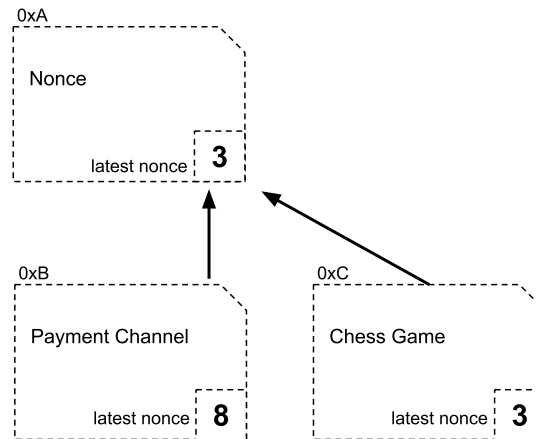 0xA
Nonce
latest nonce 3
0xB
0xC
Payment Channel
Chess Game
latest nonce 8
latest nonce 3